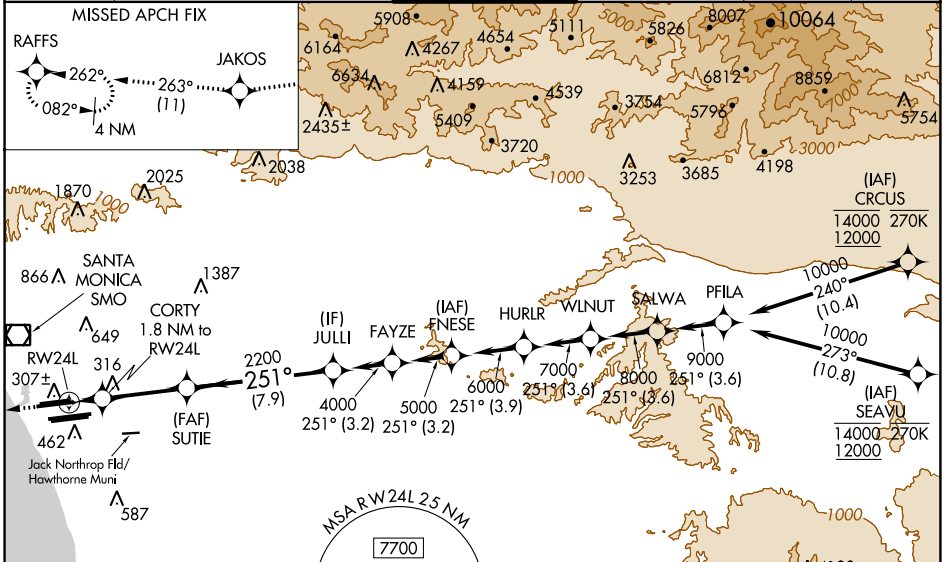 MISSED APCH FIX
RAFFS
JAKOS
262°
263°
(11)
082°
4 NM
5908
6164
4267
4654
5111
5826
8007
10064
5000
6634
4159
4539
3754
6812
8859
7000
5796
5754
2435±
5409
3720
3253
3685
4198
3000
1000
2038
2025
1870
1000
(IAF)
CRCUS
14000 270K
12000
SANTA
MONICA
SMO
866
1387
CORTY
1.8 NM to
RW24L
649
316
RW24L
307±
462
Jack Northrop Fld/
Hawthorne Muni
587
(FAF)
SUTIE
2200
251°
(7.9)
(IF)
JULLI
FAYZE
(IAF)
FNESE
HURLR
WLNUT
SALWA
PFILA
4000
251° (3.2)
5000
251° (3.2)
6000
251° (3.9)
7000
251° (3.6)
8000
251° (3.6)
9000
251° (3.6)
10000
240°
(10.4)
10000
273°
(10.8)
(IAF)
SEAVU
14000 270K
12000
MSA RW24L 25 NM
7700
1000